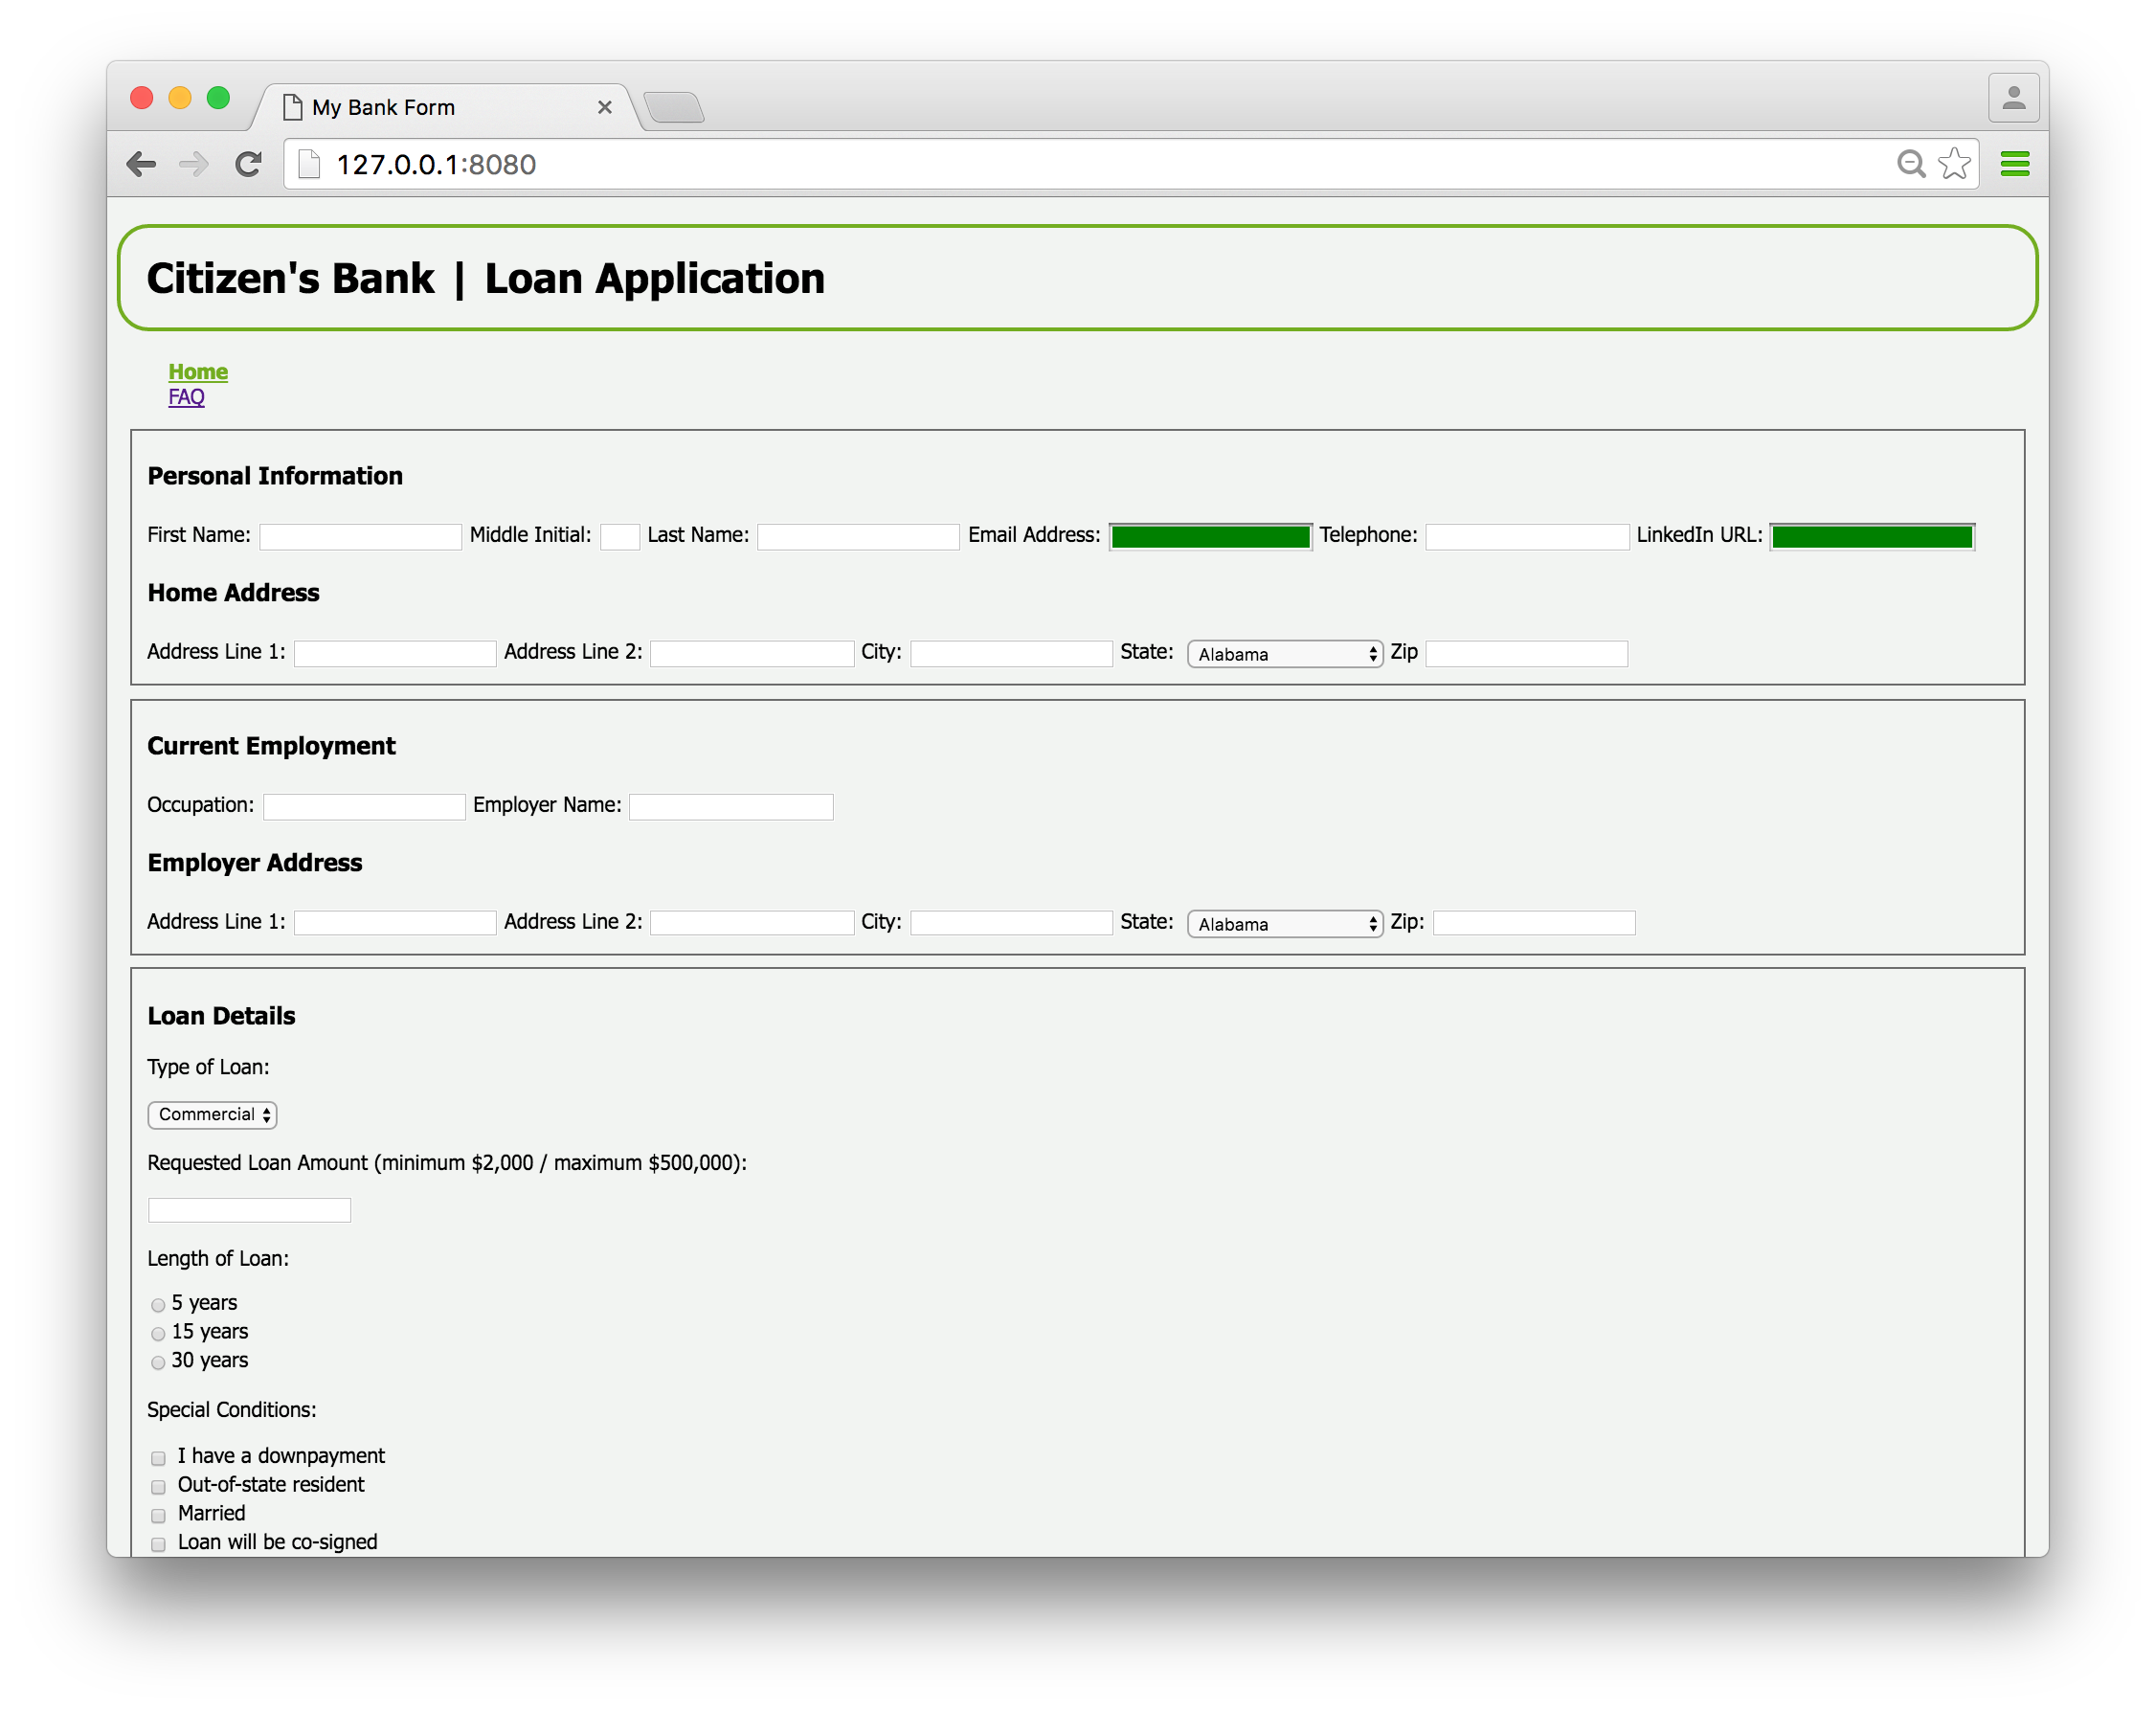 My Bank Form
127.0.0.1:8080
Citizen's Bank | Loan Application
Home
FAQ
Personal Information
First Name: Middle Initial: Last Name: Email Address: Telephone: LinkedIn URL:
Home Address
Address Line 1: Address Line 2: City: State: Alabama Zip
Current Employment
Occupation: Employer Name:
Employer Address
Address Line 1: Address Line 2: City: State: Alabama Zip:
Loan Details
Type of Loan:
Commercial
Requested Loan Amount (minimum $2,000 / maximum $500,000):
Length of Loan:
5 years
15 years
30 years
Special Conditions:
I have a downpayment
Out-of-state resident
Married
Loan will be co-signed